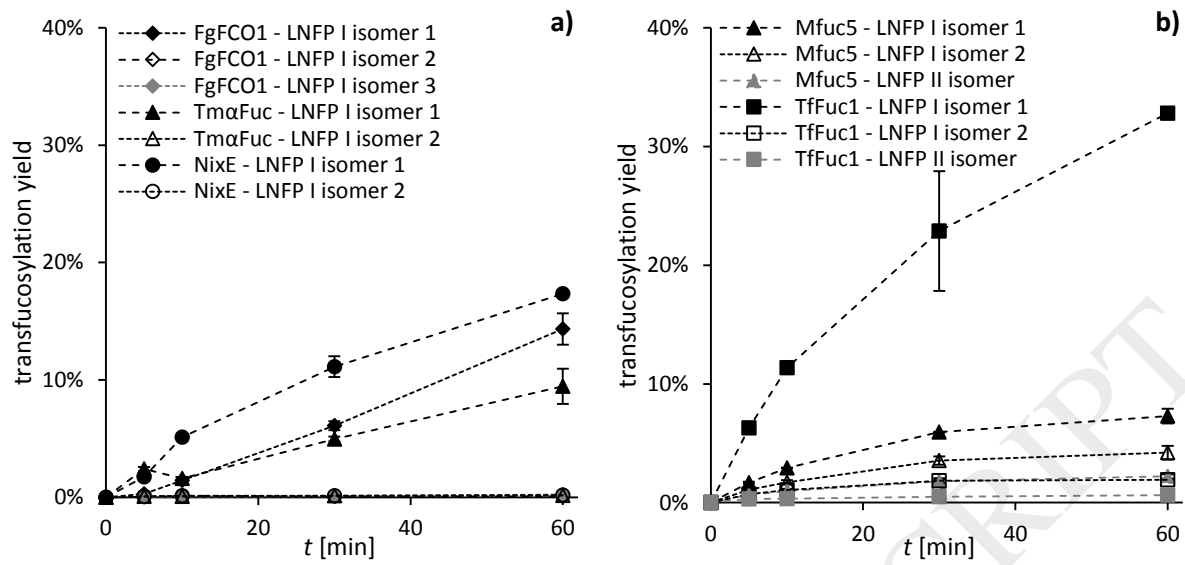 a)
FgFCO1 - LNFP I isomer 1
FgFCO1 - LNFP I isomer 2
FgFCO1 - LNFP I isomer 3
TmαFuc - LNFP I isomer 1
TmαFuc - LNFP I isomer 2
NixE - LNFP I isomer 1
NixE - LNFP I isomer 2
transfucosylation yield
40%
30%
20%
10%
0%
0
20
40
60
t [min]
b)
Mfuc5 - LNFP I isomer 1
Mfuc5 - LNFP I isomer 2
Mfuc5 - LNFP II isomer
TfFuc1 - LNFP I isomer 1
TfFuc1 - LNFP I isomer 2
TfFuc1 - LNFP II isomer
transfucosylation yield
40%
30%
20%
10%
0%
0
20
40
60
t [min]
CRIPT